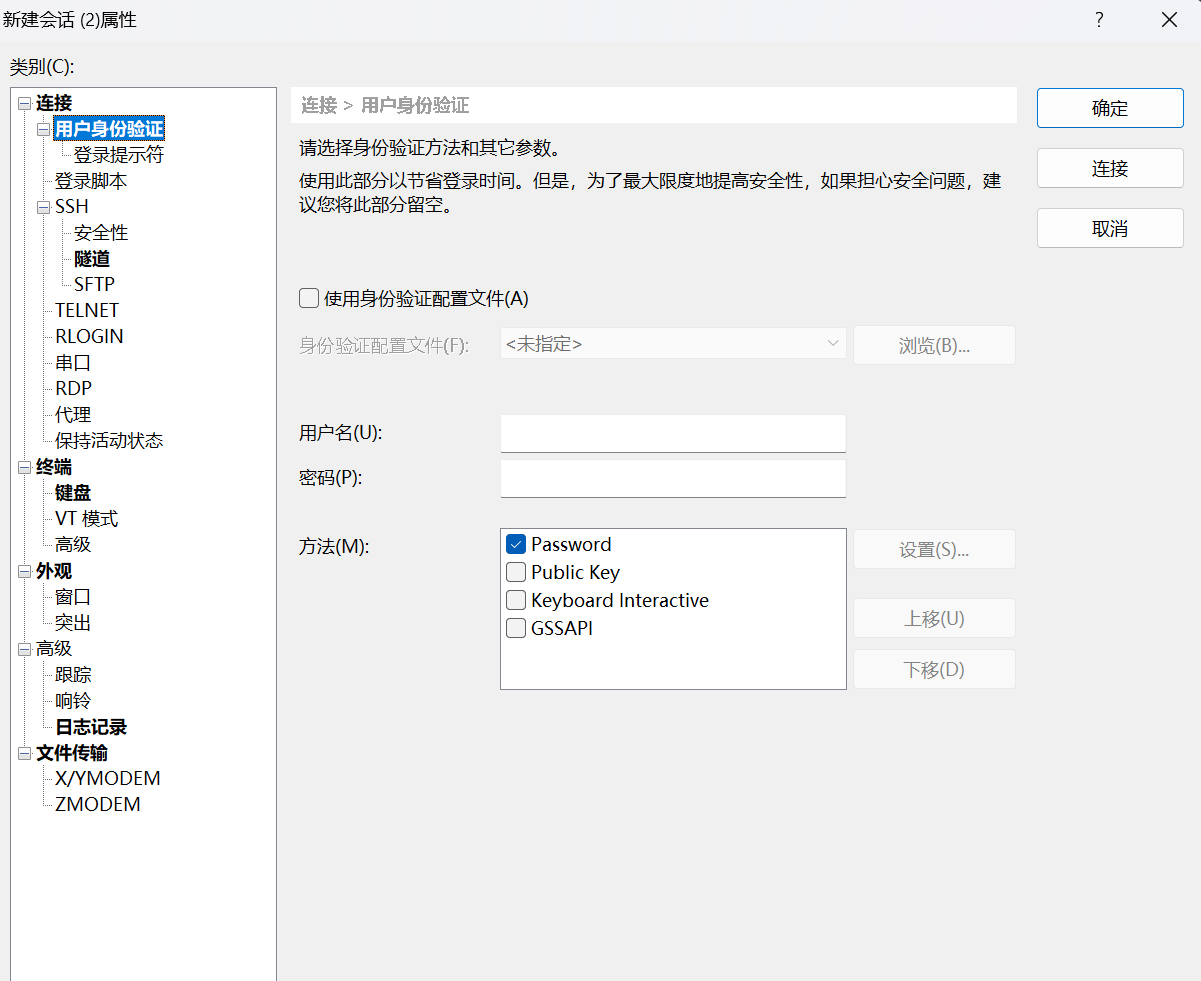 新建会话 (2)属性
?
类别(C):
连接
用户身份验证
登录提示符
登录脚本
SSH
安全性
隧道
SFTP
TELNET
RLOGIN
串口
RDP
代理
保持活动状态
终端
键盘
VT 模式
高级
外观
窗口
突出
高级
跟踪
响铃
日志记录
文件传输
X/YMODEM
ZMODEM
连接 > 用户身份验证
请选择身份验证方法和其它参数。
使用此部分以节省登录时间。但是，为了最大限度地提高安全性，如果担心安全问题，建
议您将此部分留空。
使用身份验证配置文件(A)
身份验证配置文件(F):
<未指定>
浏览(B)...
用户名(U):
密码(P):
方法(M):
Password
Public Key
Keyboard Interactive
GSSAPI
设置(S)...
上移(U)
下移(D)
确定
连接
取消